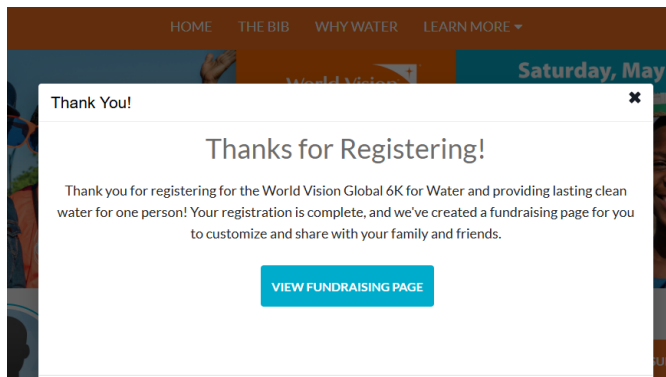 HOME THE BIB WHY WATER LEARN MORE
World Vision
Saturday, May
Thank You!
Thanks for Registering!
Thank you for registering for the World Vision Global 6K for Water and providing lasting clean
water for one person! Your registration is complete, and we've created a fundraising page for you
to customize and share with your family and friends.
VIEW FUNDRAISING PAGE